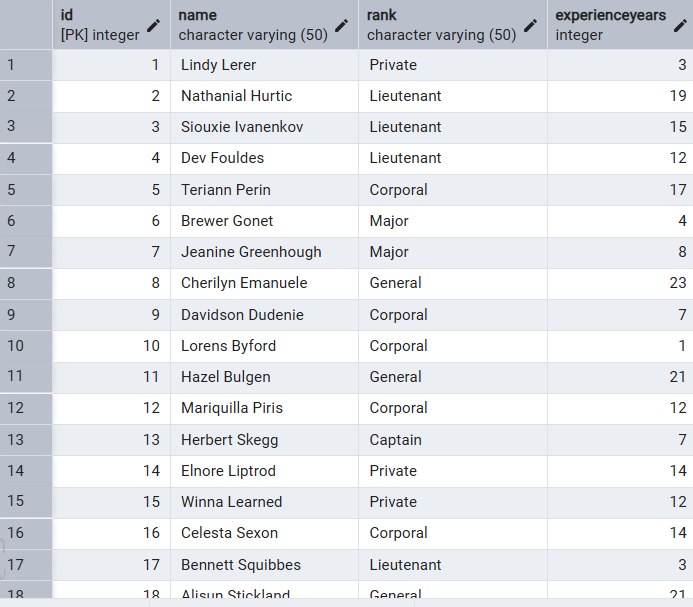 id name rank experienceyears
[PK] integer character varying (50) character varying (50) integer
1 1 Lindy Lerer Private 3
2 2 Nathanial Hurtic Lieutenant 19
3 3 Siouxie Ivanenkov Lieutenant 15
4 4 Dev Fouldes Lieutenant 12
5 5 Teriann Perin Corporal 17
6 6 Brewer Gonet Major 4
7 7 Jeanine Greenhough Major 8
8 8 Cherilyn Emanuele General 23
9 9 Davidson Dudenie Corporal 7
10 10 Lorens Byford Corporal 1
11 11 Hazel Bulgen General 21
12 12 Mariquilla Piris Corporal 12
13 13 Herbert Skegg Captain 7
14 14 Elnore Liptrod Private 14
15 15 Winna Learned Private 12
16 16 Celesta Sexon Corporal 14
17 17 Bennett Squibbes Lieutenant 3
18 18 Alisun Stickland General 21